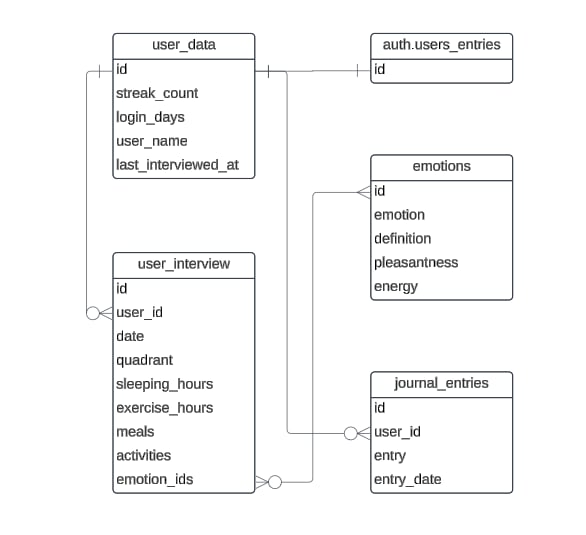 user_data
id
streak_count
login_days
user_name
last_interviewed_at
auth.users_entries
id
emotions
id
emotion
definition
pleasantness
energy
user_interview
id
user_id
date
quadrant
sleeping_hours
exercise_hours
meals
activities
emotion_ids
journal_entries
id
user_id
entry
entry_date